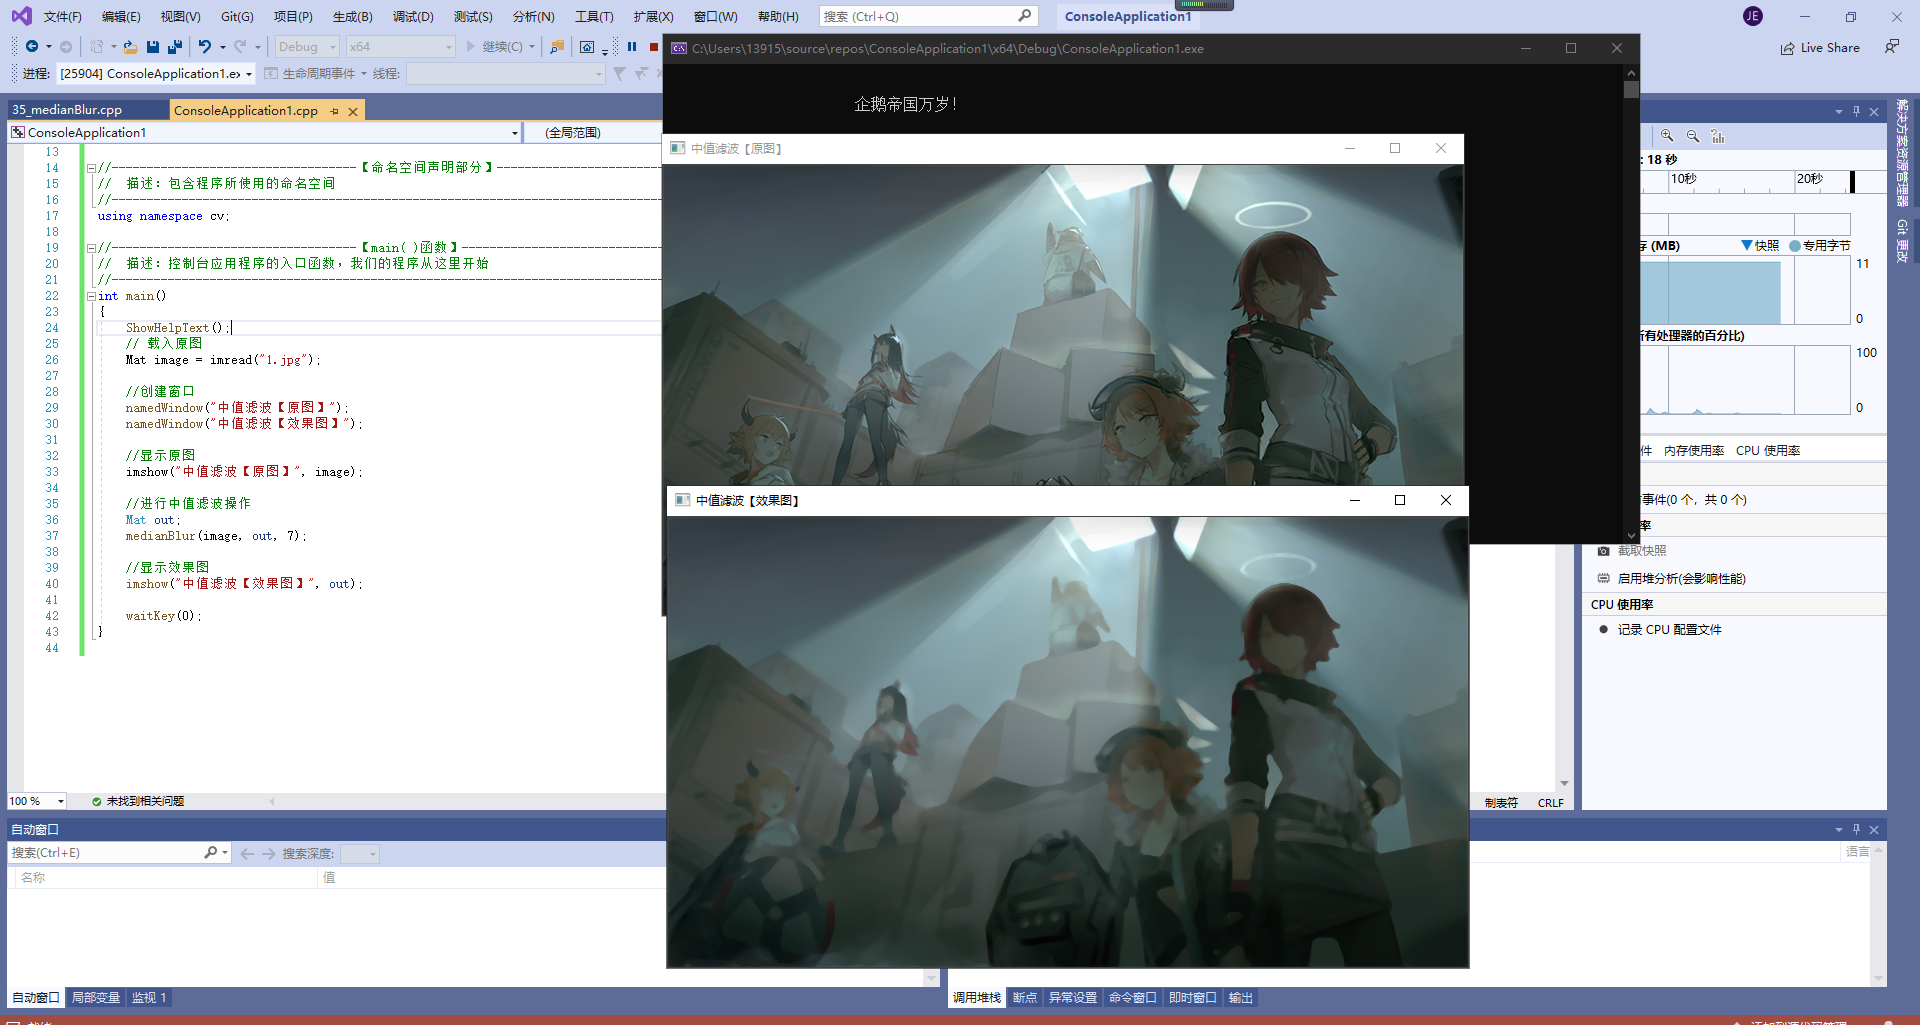 文件(F) 编辑(E) 视图(V) Git(G) 项目(P) 生成(B) 调试(D) 测试(S) 分析(N) 工具(T) 扩展(X) 窗口(W) 帮助(H) 搜索 (Ctrl+Q) ConsoleApplication1 JE
Debug x64 继续(C) Live Share
进程: [25904] ConsoleApplication1.ex 生命周期事件 线程:
C:\Users\13915\source\repos\ConsoleApplication1\x64\Debug\ConsoleApplication1.exe
企鹅帝国万岁!
35_medianBlur.cpp ConsoleApplication1.cpp
ConsoleApplication1 (全局范围)
13
14 //-----------------------------------【命名空间声明部分】-----------------------
15 // 描述：包含程序所使用的命名空间
16 //-------------------------------------------------------------------------------
17 using namespace cv;
18
19 //-----------------------------------【main( )函数】----------------------------
20 // 描述：控制台应用程序的入口函数，我们的程序从这里开始
21 //-------------------------------------------------------------------------------
22 int main()
23 {
24 ShowHelpText();
25 // 载入原图
26 Mat image = imread("1.jpg");
27
28 //创建窗口
29 namedWindow("中值滤波【原图】");
30 namedWindow("中值滤波【效果图】");
31
32 //显示原图
33 imshow("中值滤波【原图】", image);
34
35 //进行中值滤波操作
36 Mat out;
37 medianBlur(image, out, 7);
38
39 //显示效果图
40 imshow("中值滤波【效果图】", out);
41
42 waitKey(0);
43 }
44
中值滤波【原图】
中值滤波【效果图】
: 18 秒
10秒 20秒
(MB) 快照 专用字节
11
0
所有处理器的百分比)
100
0
件 内存使用率 CPU 使用率
事件(0 个，共 0 个)
率
截取快照
启用堆分析(会影响性能)
CPU 使用率
记录 CPU 配置文件
解决方案资源管理器
Git 更改
100 % 未找到相关问题 制表符 CRLF
自动窗口
搜索(Ctrl+E) 搜索深度:
名称 值 语言
自动窗口 局部变量 监视 1
调用堆栈 断点 异常设置 命令窗口 即时窗口 输出